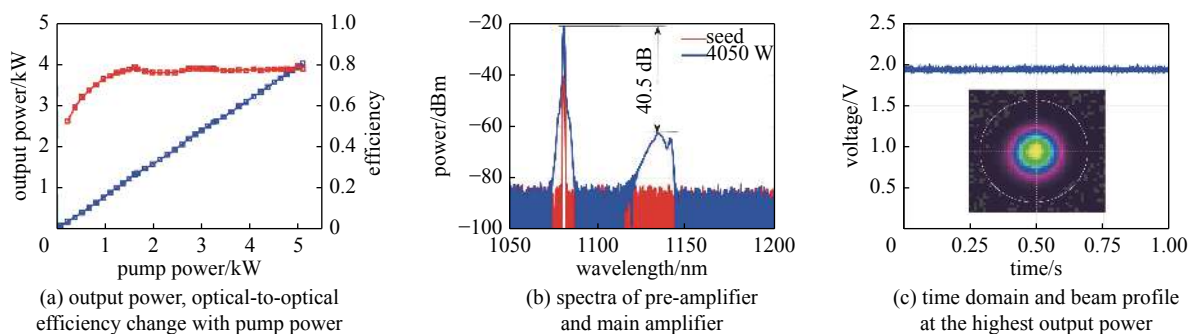 5
4
3
2
1
0
output power/kW
1.0
0.8
0.6
0.4
0.2
0
efficiency
0 1 2 3 4 5
pump power/kW
(a) output power, optical-to-optical
efficiency change with pump power
−20
−40
−60
−80
−100
power/dBm
seed
4050 W
40.5 dB
1050 1100 1150 1200
wavelength/nm
(b) spectra of pre-amplifier
and main amplifier
2.5
2.0
1.5
1.0
0.5
voltage/V
0 0.25 0.50 0.75 1.00
time/s
(c) time domain and beam profile
at the highest output power